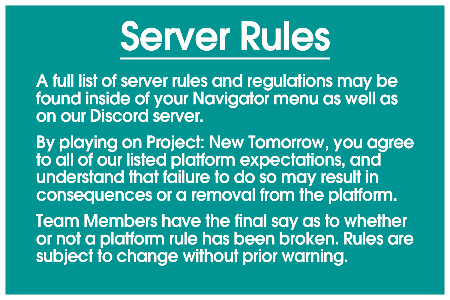 Server Rules
A full list of server rules and regulations may be
found inside of your Navigator menu as well as
on our Discord server.
By playing on Project: New Tomorrow, you agree
to all of our listed platform expectations, and
understand that failure to do so may result in
consequences or a removal from the platform.
Team Members have the final say as to whether
or not a platform rule has been broken. Rules are
subject to change without prior warning.